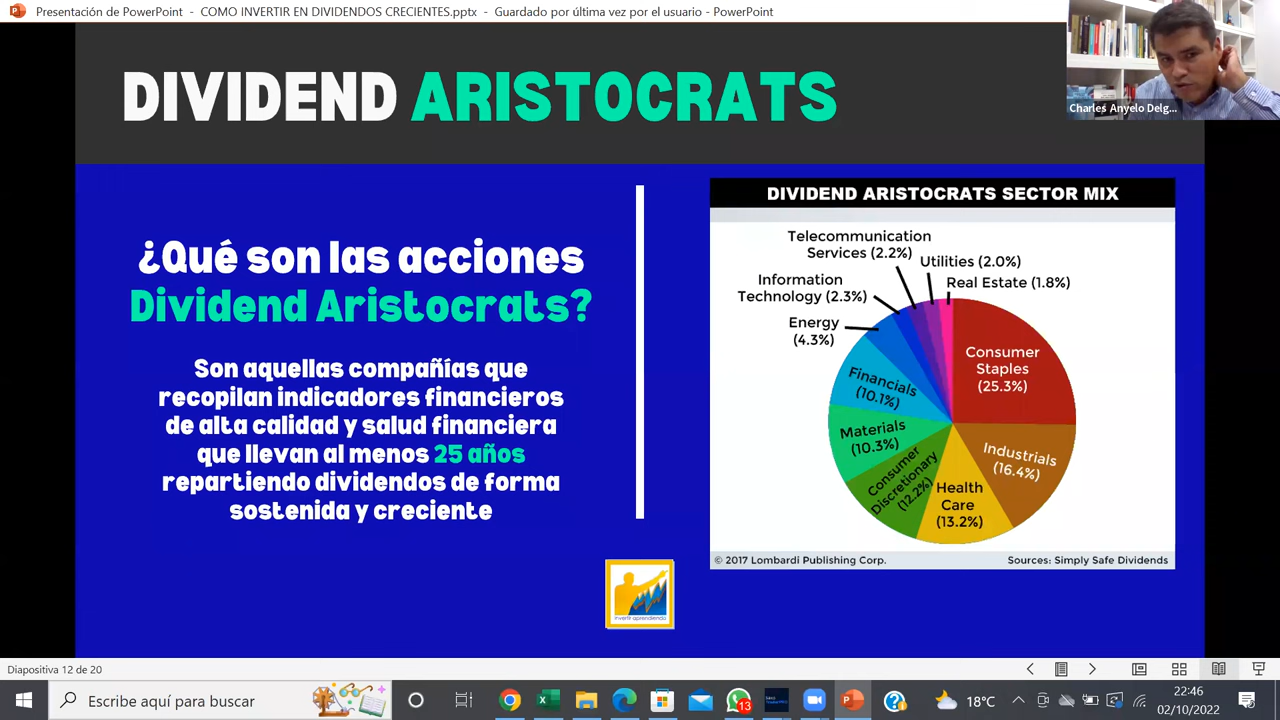 Presentación de PowerPoint - COMO INVERTIR EN DIVIDENDOS CRECIENTES.pptx - Guardado por última vez por el usuario - PowerPoint
Charles Anyelo Delg...
DIVIDEND ARISTOCRATS
¿Qué son las acciones
Dividend Aristocrats?
Son aquellas compañías que
recopilan indicadores financieros
de alta calidad y salud financiera
que llevan al menos 25 años
repartiendo dividendos de forma
sostenida y creciente
invertir aprendiendo
DIVIDEND ARISTOCRATS SECTOR MIX
Telecommunication
Services (2.2%)
Utilities (2.0%)
Information
Technology (2.3%)
Real Estate (1.8%)
Energy
(4.3%)
Consumer
Staples
(25.3%)
Financials
(10.1%)
Materials
(10.3%)
Industrials
(16.4%)
Consumer
Discretionary
(12.2%)
Health
Care
(13.2%)
© 2017 Lombardi Publishing Corp.
Sources: Simply Safe Dividends
Diapositiva 12 de 20
Escribe aquí para buscar
13
18°C
22:46
02/10/2022